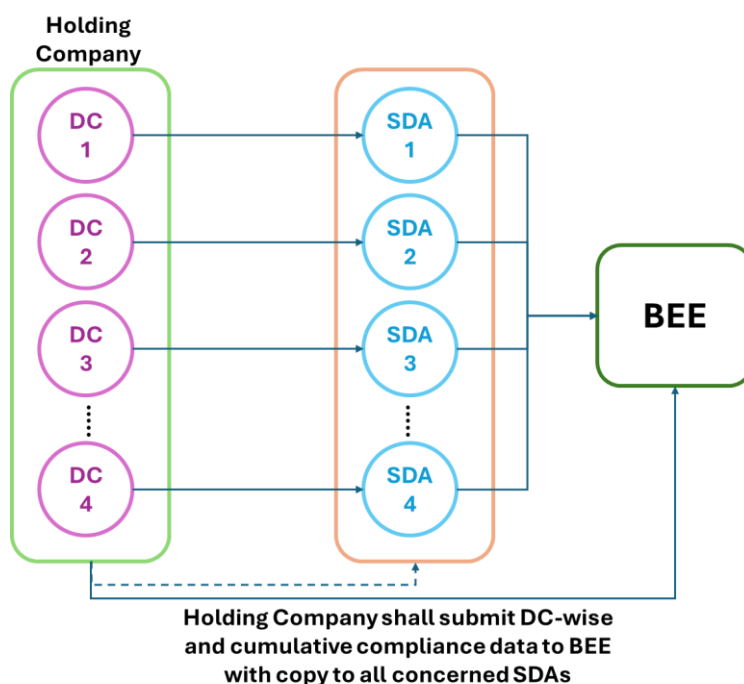 Holding
Company
DC
1
SDA
1
DC
2
SDA
2
BEE
DC
3
SDA
3
DC
4
SDA
4
Holding Company shall submit DC-wise
and cumulative compliance data to BEE
with copy to all concerned SDAs